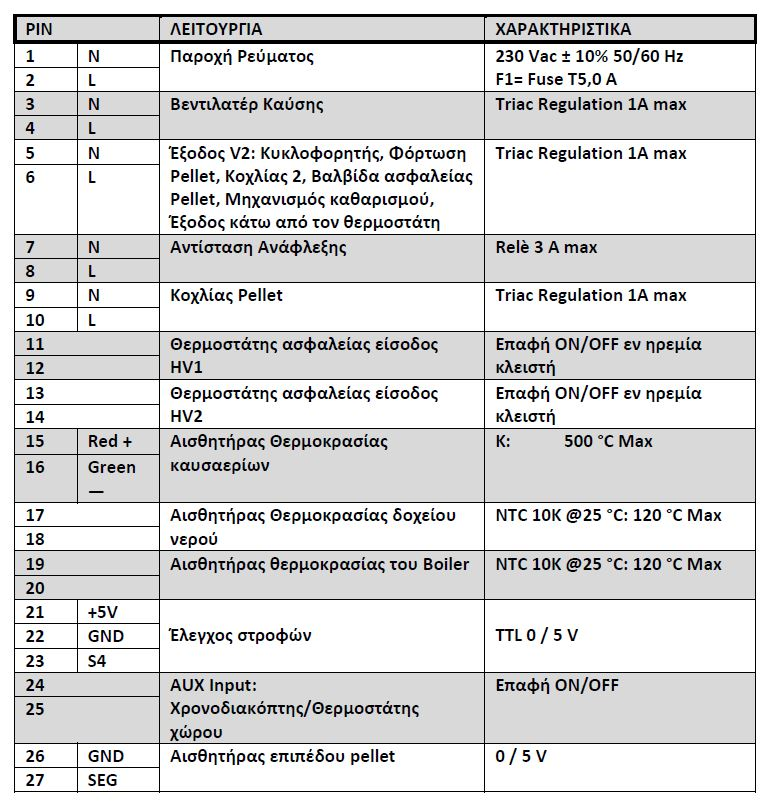 PIN ΛΕΙΤΟΥΡΓΙΑ ΧΑΡΑΚΤΗΡΙΣΤΙΚΑ
1 N Παροχή Ρεύματος 230 Vac ± 10% 50/60 Hz
2 L F1= Fuse T5,0 A
3 N Βεντιλατέρ Καύσης Triac Regulation 1A max
4 L
5 N Έξοδος V2: Κυκλοφορητής, Φόρτωση Triac Regulation 1A max
6 L Pellet, Κοχλίας 2, Βαλβίδα ασφαλείας
Pellet, Μηχανισμός καθαρισμού,
Έξοδος κάτω από τον θερμοστάτη
7 N Αντίσταση Ανάφλεξης Relè 3 A max
8 L
9 N Κοχλίας Pellet Triac Regulation 1A max
10 L
11 Θερμοστάτης ασφαλείας είσοδος Επαφή ON/OFF εν ηρεμία
12 HV1 κλειστή
13 Θερμοστάτης ασφαλείας είσοδος Επαφή ON/OFF εν ηρεμία
14 HV2 κλειστή
15 Red + Αισθητήρας Θερμοκρασίας K: 500 °C Max
16 Green καυσαερίων
—
17 Αισθητήρας Θερμοκρασίας δοχείου NTC 10K @25 °C: 120 °C Max
18 νερού
19 Αισθητήρας θερμοκρασίας του Boiler NTC 10K @25 °C: 120 °C Max
20
21 +5V
22 GND Έλεγχος στροφών TTL 0 / 5 V
23 S4
24 AUX Input: Επαφή ON/OFF
25 Χρονοδιακόπτης/Θερμοστάτης
χώρου
26 GND Αισθητήρας επιπέδου pellet 0 / 5 V
27 SEG